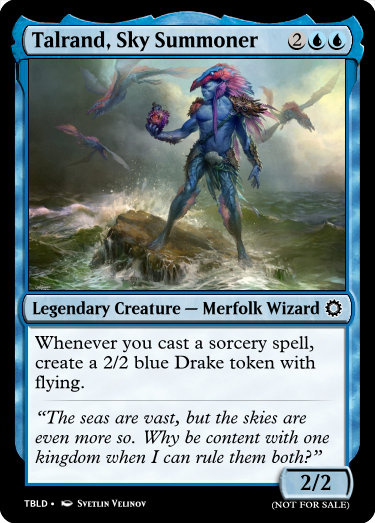 Talrand, Sky Summoner 2
Legendary Creature — Merfolk Wizard
Whenever you cast a sorcery spell,
create a 2/2 blue Drake token with
flying.
“The seas are vast, but the skies are
even more so. Why be content with one
kingdom when I can rule them both?”
2/2
TBLD • Svetlin Velinov
(NOT FOR SALE)